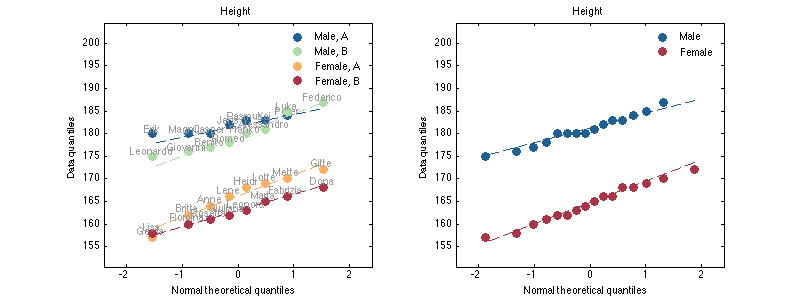 Height
Data quantiles
205
200
195
190
185
180
175
170
165
160
155
-2
-1
0
1
2
Normal theoretical quantiles
Male, A
Male, B
Female, A
Female, B
Federico
Luka
Erik
Leonardo
Giovanni
Romeo
Gitte
Mette
Lotte
Heidi
Lene
Anne
Britta
Lisa
Dona
Fabrizia
Maria
Height
Data quantiles
205
200
195
190
185
180
175
170
165
160
155
-2
-1
0
1
2
Normal theoretical quantiles
Male
Female